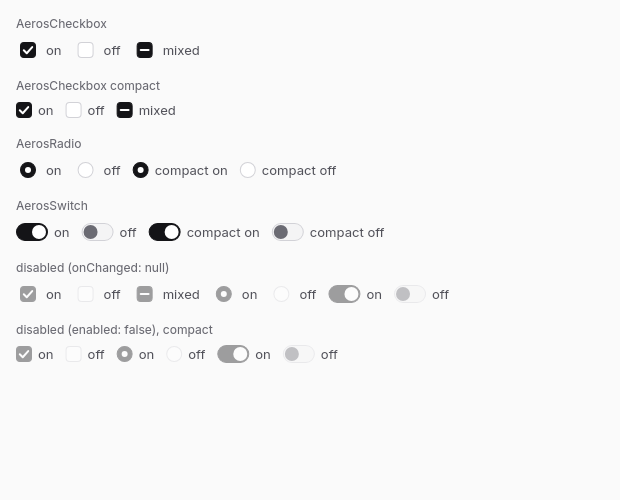 AerosCheckbox
on off mixed
AerosCheckbox compact
on off mixed
AerosRadio
on off compact on compact off
AerosSwitch
on off compact on compact off
disabled (onChanged: null)
on off mixed on off on off
disabled (enabled: false), compact
on off on off on off